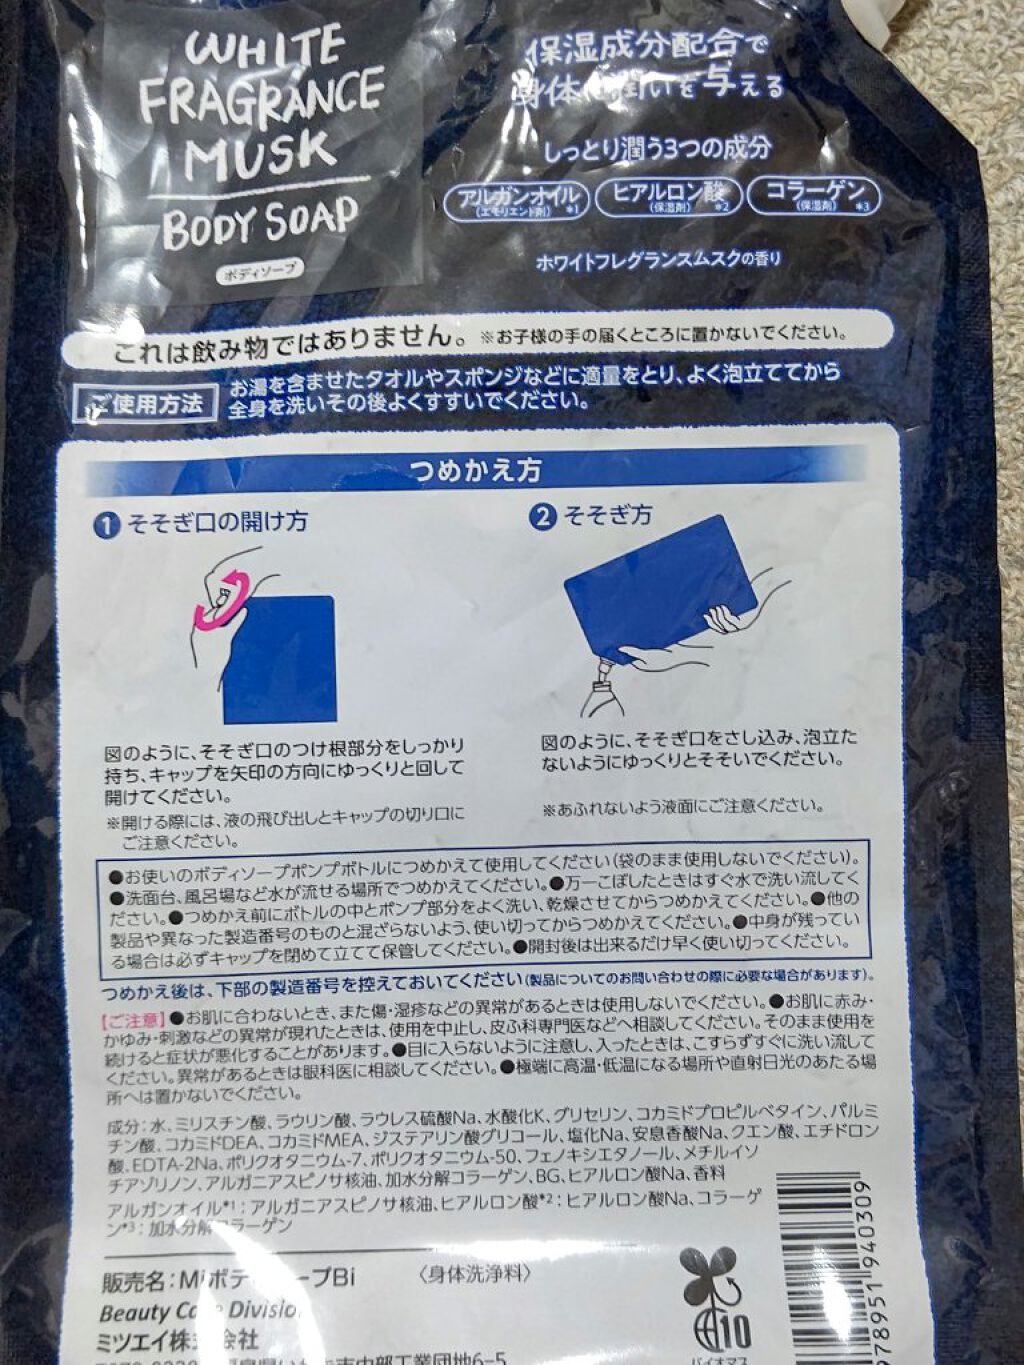 WHITE
FRAGRANCE
MUSK
BODY SOAP
ボディソープ
保湿成分配合で
身体に潤いを与える
しっとり潤う3つの成分
アルガンオイル
(エモリエント剤) *1
ヒアルロン酸
(保湿剤) *2
コラーゲン
(保湿剤) *3
ホワイトフレグランスムスクの香り
これは飲み物ではありません。※お子様の手の届くところに置かないでください。
ご使用方法
お湯を含ませたタオルやスポンジなどに適量をとり、よく泡立ててから
全身を洗いその後よくすすいでください。
つめかえ方
1 そそぎ口の開け方
図のように、そそぎ口のつけ根部分をしっかり
持ち、キャップを矢印の方向にゆっくりと回して
開けてください。
※開ける際には、液の飛び出しとキャップの切り口に
ご注意ください。
2 そそぎ方
図のように、そそぎ口をさし込み、泡立た
ないようにゆっくりとそそいでください。
※あふれないよう液面にご注意ください。
●お使いのボディソープポンプボトルにつめかえて使用してください(袋のまま使用しないでください)。
●洗面台、風呂場など水が流せる場所でつめかえてください。●万一こぼしたときはすぐ水で洗い流してく
ださい。●つめかえ前にボトルの中とポンプ部分をよく洗い、乾燥させてからつめかえてください。●他の
製品や異なった製造番号のものと混ざらないよう、使い切ってからつめかえてください。●中身が残ってい
る場合は必ずキャップを閉めて立てて保管してください。●開封後は出来るだけ早く使い切ってください。
つめかえ後は、下部の製造番号を控えておいてください(製品についてのお問い合わせの際に必要な場合があります)。
【ご注意】●お肌に合わないとき、また傷・湿疹などの異常があるときは使用しないでください。●お肌に赤み・
かゆみ・刺激などの異常が現れたときは、使用を中止し、皮ふ科専門医などへ相談してください。そのまま使用を
続けると症状が悪化することがあります。●目に入らないように注意し、入ったときは、こすらずすぐに洗い流して
ください。異常があるときは眼科医に相談してください。●極端に高温・低温になる場所や直射日光のあたる場
所へは置かないでください。
成分：水、ミリスチン酸、ラウリン酸、ラウレス硫酸Na、水酸化K、グリセリン、コカミドプロピルベタイン、パルミ
チン酸、コカミドDEA、コカミドMEA、ジステアリン酸グリコール、塩化Na、安息香酸Na、クエン酸、エチドロン
酸、EDTA-2Na、ポリクオタニウム-7、ポリクオタニウム-50、フェノキシエタノール、メチルイソ
チアゾリノン、アルガニアスピノサ核油、加水分解コラーゲン、BG、ヒアルロン酸Na、香料
アルガンオイル*1：アルガニアスピノサ核油、ヒアルロン酸*2：ヒアルロン酸Na、コラーゲ
ン*3：加水分解コラーゲン
販売名：MiボディソープBi 〈身体洗浄料〉
Beauty Care Division
ミツエイ株式会社
市中部工業団地6-5
10
バイオマス
78951 940309